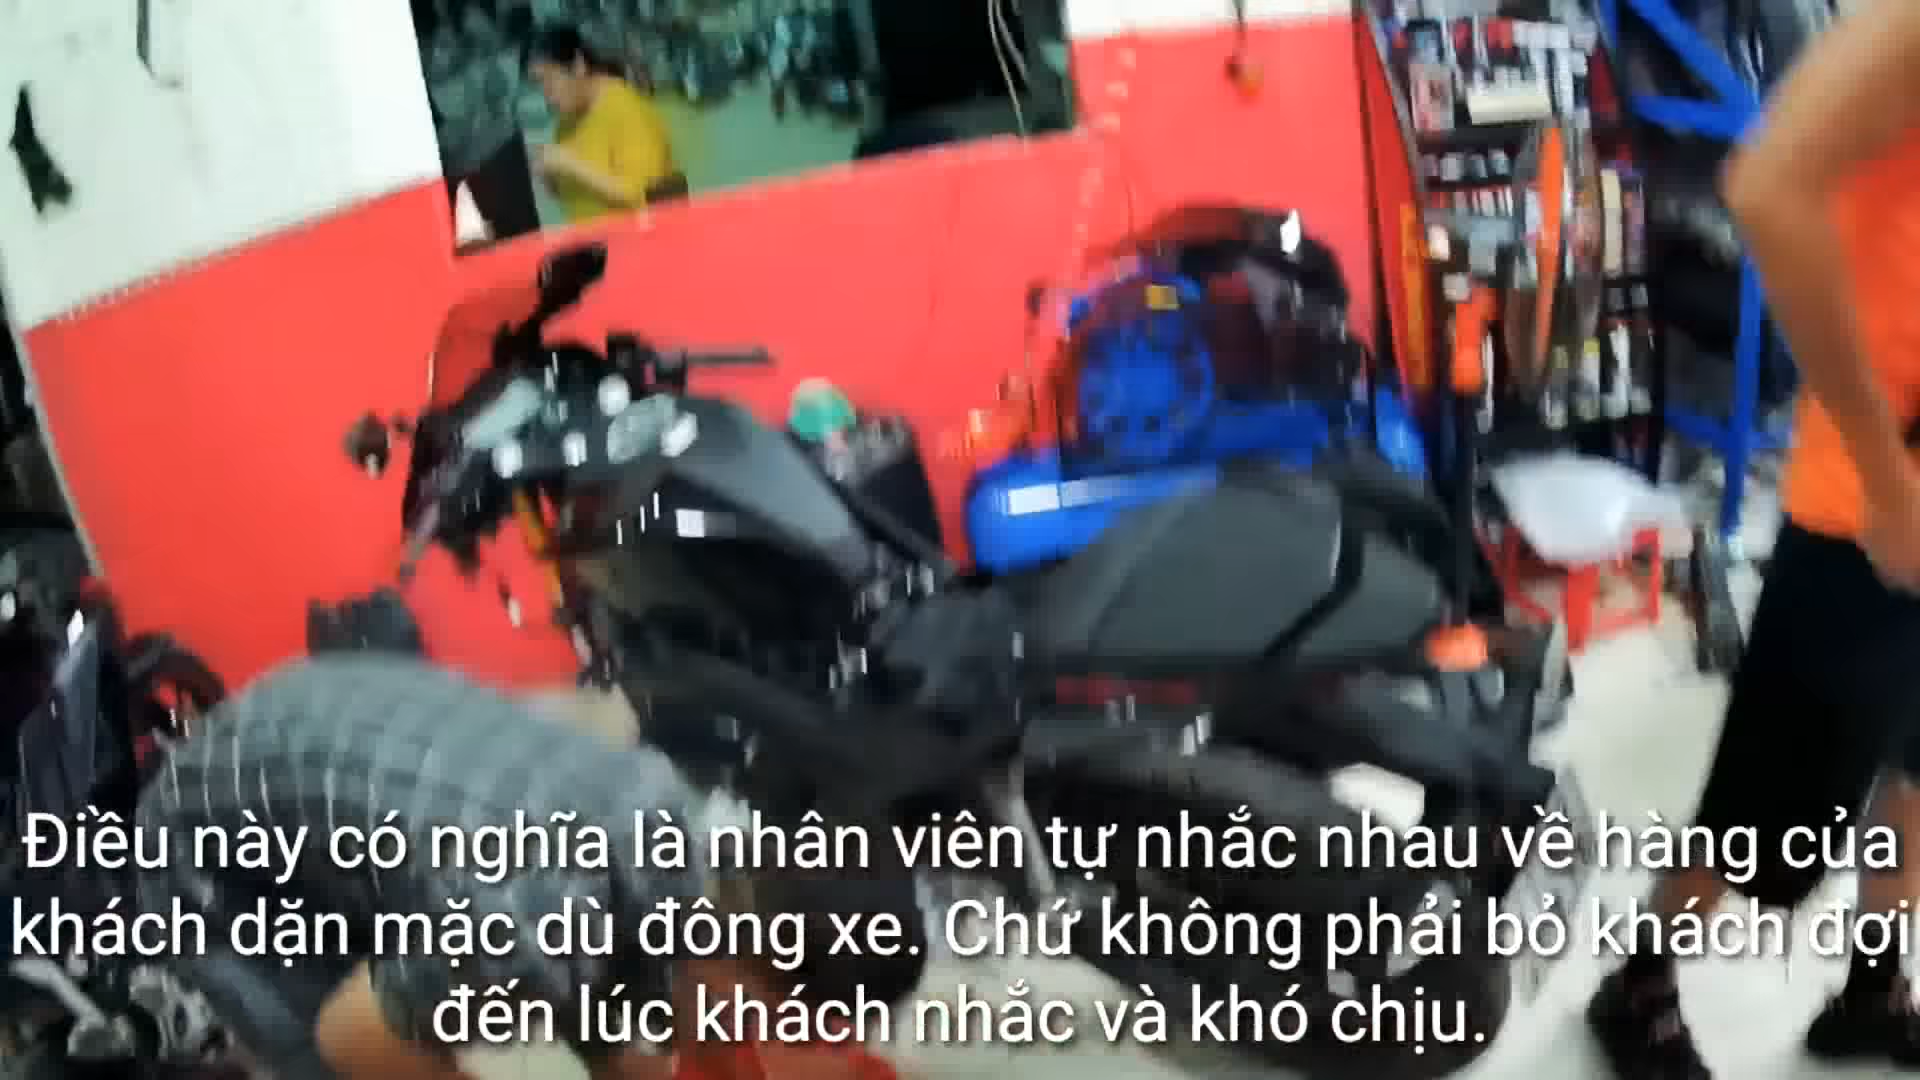 Điều này có nghĩa là nhân viên tự nhắc nhau về hàng của
khách dặn mặc dù đông xe. Chứ không phải bỏ khách đợi
đến lúc khách nhắc và khó chịu.